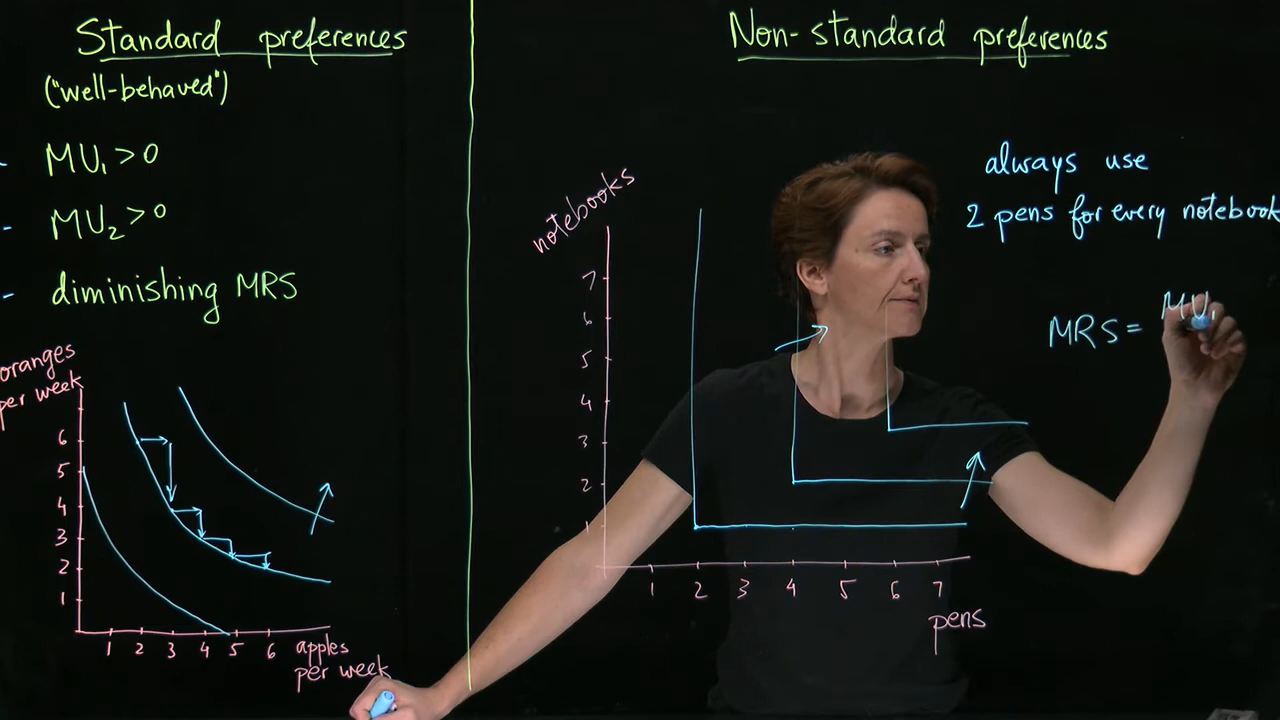 Standard preferences
("well-behaved")
- MU₁ > 0
- MU₂ > 0
- diminishing MRS
oranges
per week
6
5
4
3
2
1
1 2 3 4 5 6
apples
per week
Non-standard preferences
always use
2 pens for every notebook
MRS = MU₁
notebooks
7
6
5
4
3
2
1
1 2 3 4 5 6 7
pens